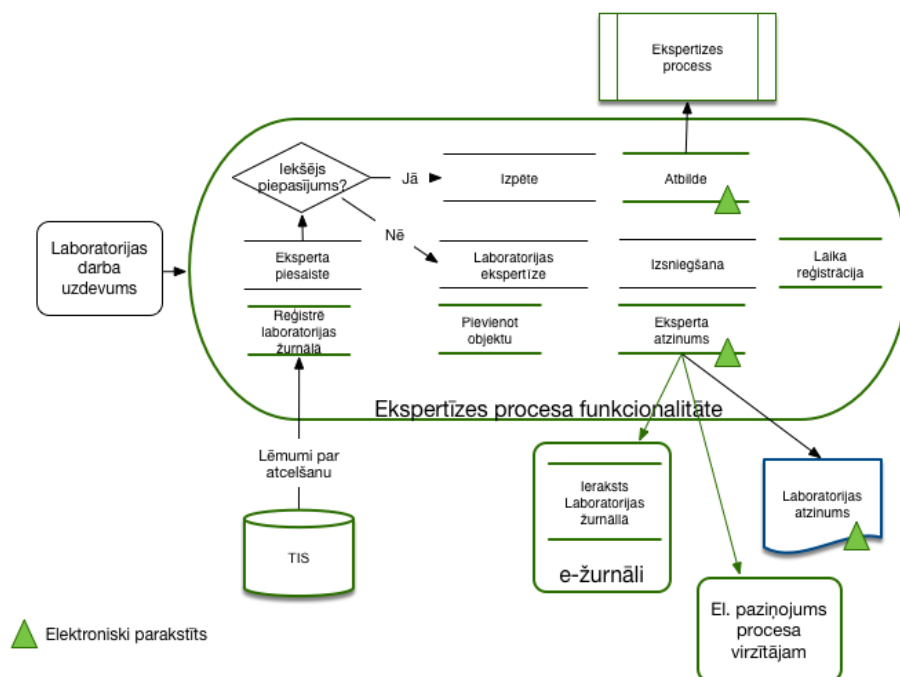 Ekspertizes
process
Iekšējs
piepasījums?
Jā
Izpēte
Atbilde
Nē
Laboratorijas
darba
uzdevums
Eksperta
piesaiste
Laboratorijas
ekspertīze
Izsniegšana
Laika
reģistrācija
Reģistrē
laboratorijas
žurnālā
Pievienot
objektu
Eksperta
atzinums
Ekspertīzes procesa funkcionalitāte
Lēmumi par
atcelšanu
TIS
Ieraksts
Laboratorijas
žurnāllā
e-žurnāli
Laboratorijas
atzinums
El. paziņojums
procesa
virzītājam
Elektroniski parakstīts